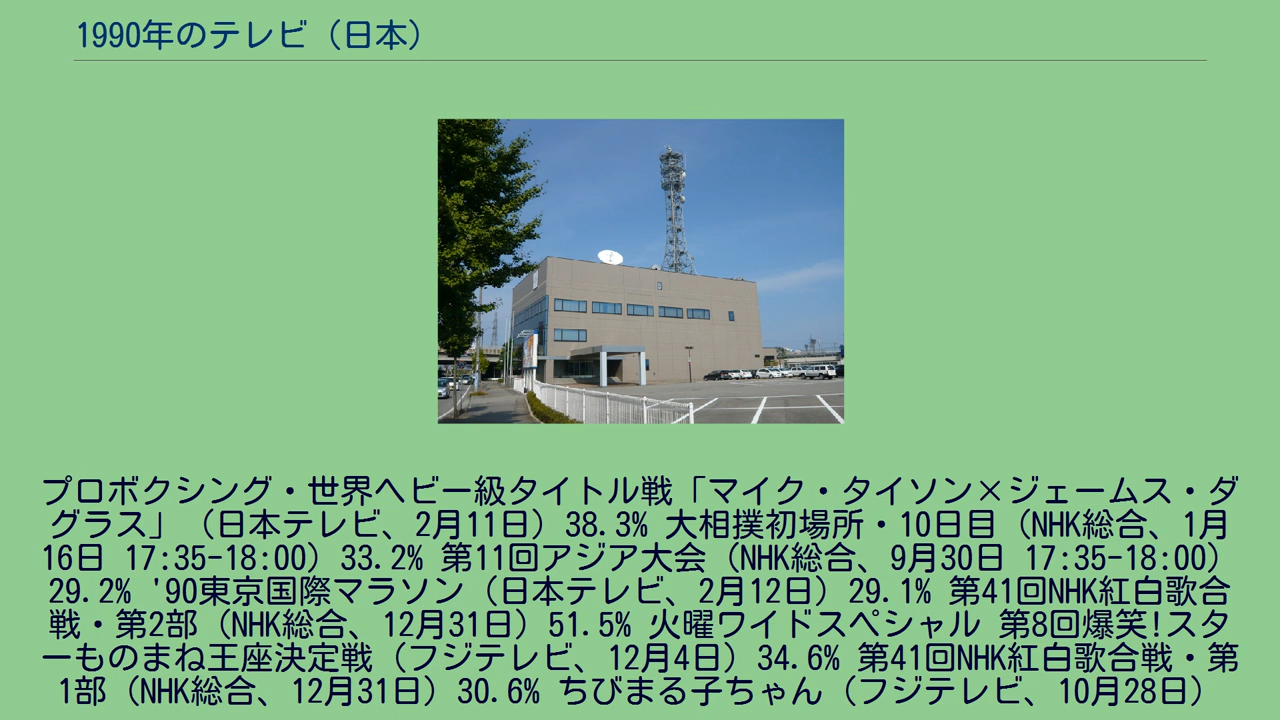 1990年のテレビ（日本）
プロボクシング・世界ヘビー級タイトル戦「マイク・タイソン×ジェームス・ダ
グラス」（日本テレビ、2月11日）38.3% 大相撲初場所・10日目（NHK総合、1月
16日 17:35-18:00）33.2% 第11回アジア大会（NHK総合、9月30日 17:35-18:00）
29.2% '90東京国際マラソン（日本テレビ、2月12日）29.1% 第41回NHK紅白歌合
戦・第2部（NHK総合、12月31日）51.5% 火曜ワイドスペシャル 第8回爆笑!スタ
ーものまね王座決定戦（フジテレビ、12月4日）34.6% 第41回NHK紅白歌合戦・第
1部（NHK総合、12月31日）30.6% ちびまる子ちゃん（フジテレビ、10月28日）